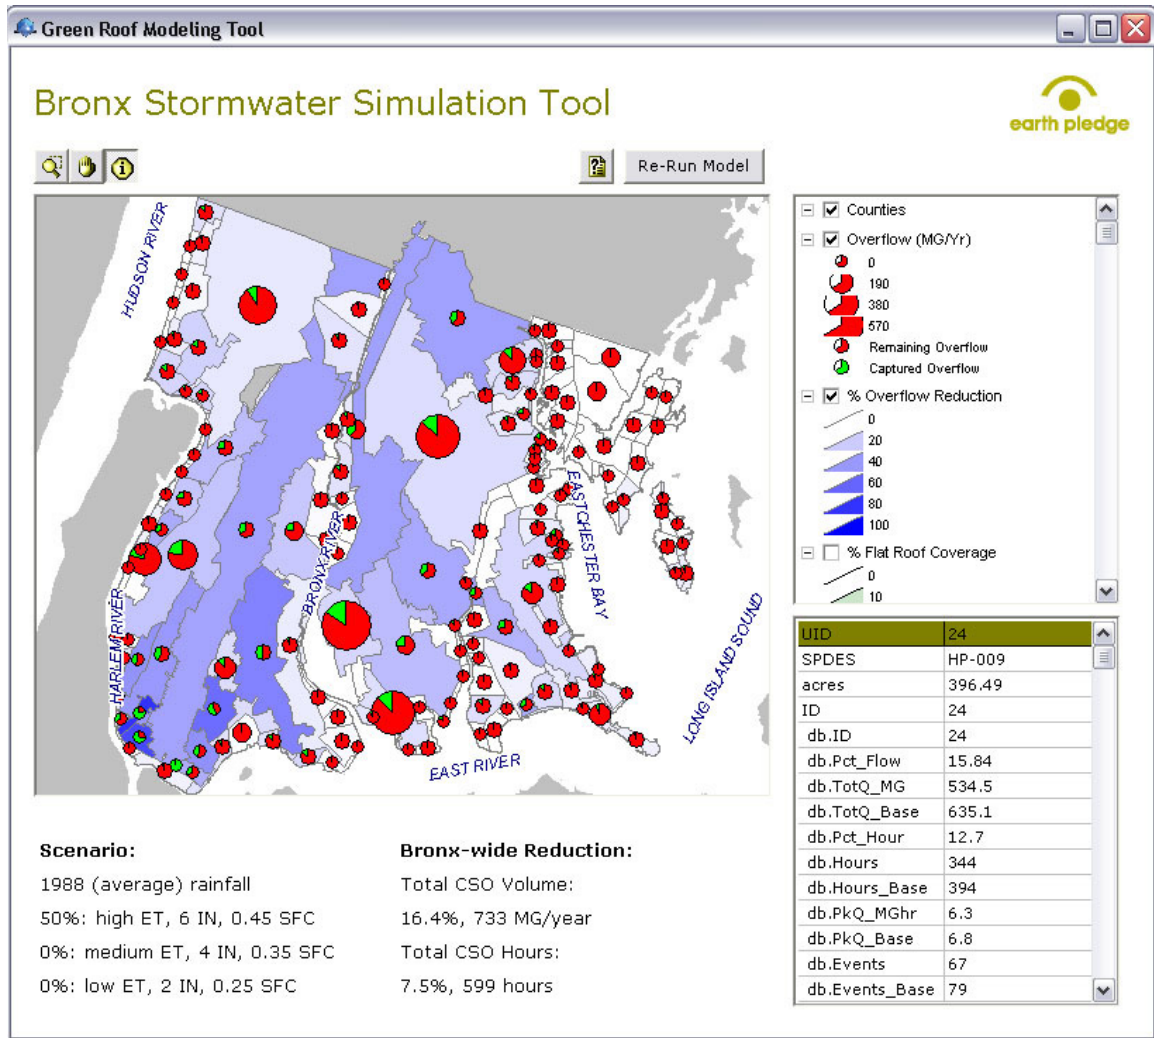 Green Roof Modeling Tool
Bronx Stormwater Simulation Tool
earth pledge
Re-Run Model
HUDSON RIVER
HARLEM RIVER
BRONX RIVER
EASTCHESTER BAY
LONG ISLAND SOUND
EAST RIVER
Counties
Overflow (MG/Yr)
0
190
380
570
Remaining Overflow
Captured Overflow
% Overflow Reduction
0
20
40
60
80
100
% Flat Roof Coverage
0
10
UID 24
SPDES HP-009
acres 396.49
ID 24
db.ID 24
db.Pct_Flow 15.84
db.TotQ_MG 534.5
db.TotQ_Base 635.1
db.Pct_Hour 12.7
db.Hours 344
db.Hours_Base 394
db.PkQ_MGhr 6.3
db.PkQ_Base 6.8
db.Events 67
db.Events_Base 79
Scenario:
1988 (average) rainfall
50%: high ET, 6 IN, 0.45 SFC
0%: medium ET, 4 IN, 0.35 SFC
0%: low ET, 2 IN, 0.25 SFC
Bronx-wide Reduction:
Total CSO Volume:
16.4%, 733 MG/year
Total CSO Hours:
7.5%, 599 hours